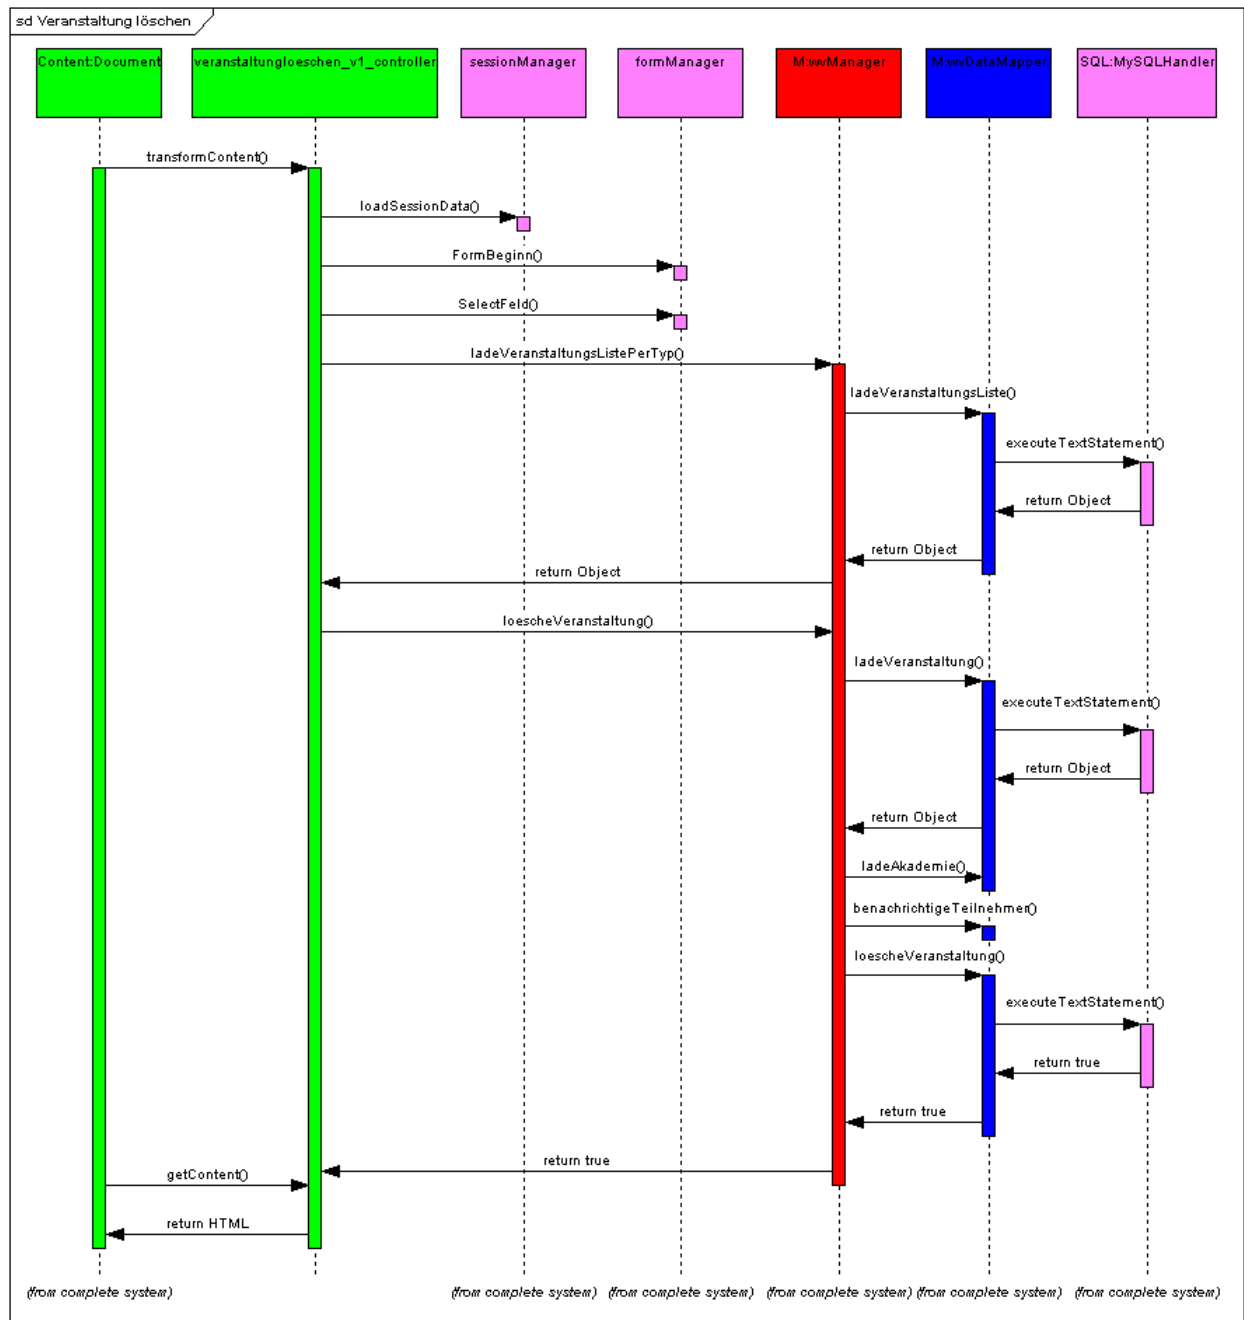 sd Veranstaltung löschen
Content:Document
veranstaltungloeschen_v1_controller
sessionManager
formManager
M:vvManager
M:vvDataMapper
SQL:MySQLHandler
transformContent()
loadSessionData()
FormBeginn()
SelectFeld()
ladeVeranstaltungsListePerTyp()
ladeVeranstaltungsListe()
executeTextStatement()
return Object
return Object
return Object
loescheVeranstaltung()
ladeVeranstaltung()
executeTextStatement()
return Object
return Object
ladeAkademie()
benachrichtigeTeilnehmer()
loescheVeranstaltung()
executeTextStatement()
return true
return true
return true
getContent()
return HTML
(from complete system)
(from complete system)
(from complete system)
(from complete system)
(from complete system)
(from complete system)